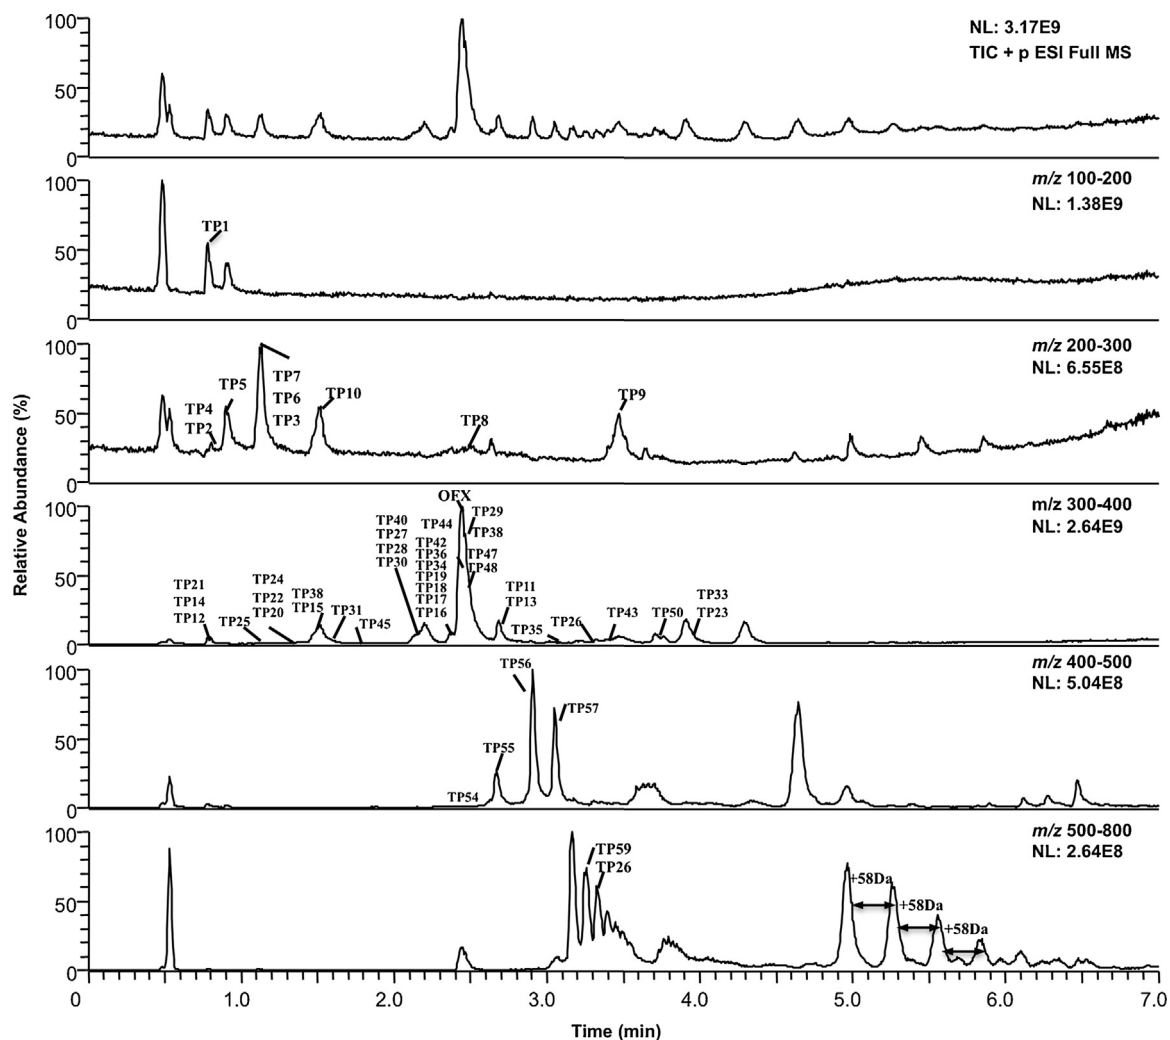 Relative Abundance (%)
NL: 3.17E9
TIC + p ESI Full MS
100
50
0
m/z 100-200
NL: 1.38E9
100
50
0
TP1
m/z 200-300
NL: 6.55E8
100
50
0
TP4
TP2
TP5
TP7
TP6
TP3
TP10
TP8
TP9
m/z 300-400
NL: 2.64E9
100
50
0
TP21
TP14
TP12
TP25
TP24
TP22
TP20
TP38
TP15
TP31
TP45
TP40
TP27
TP28
TP30
OFX
TP44
TP42
TP36
TP34
TP19
TP18
TP17
TP16
TP29
TP38
TP47
TP48
TP11
TP13
TP35
TP26
TP43
TP50
TP33
TP23
m/z 400-500
NL: 5.04E8
100
50
0
TP54
TP55
TP56
TP57
m/z 500-800
NL: 2.64E8
100
50
0
TP59
TP26
+58Da
+58Da
+58Da
0 1.0 2.0 3.0 4.0 5.0 6.0 7.0
Time (min)